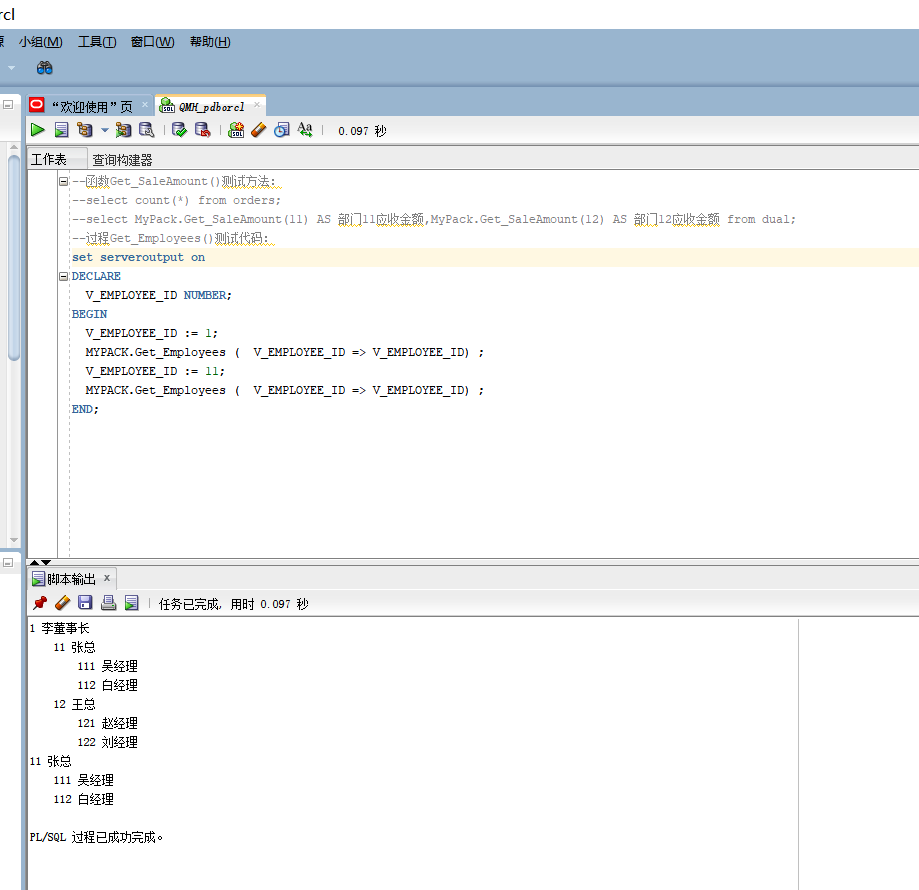 rcl
小组(M) 工具(T) 窗口(W) 帮助(H)
“欢迎使用”页 QMH_pdborcl
0.097 秒
工作表 查询构建器
--函数Get_SaleAmount()测试方法:
--select count(*) from orders;
--select MyPack.Get_SaleAmount(11) AS 部门11应收金额,MyPack.Get_SaleAmount(12) AS 部门12应收金额 from dual;
--过程Get_Employees()测试代码:
set serveroutput on
DECLARE
V_EMPLOYEE_ID NUMBER;
BEGIN
V_EMPLOYEE_ID := 1;
MYPACK.Get_Employees ( V_EMPLOYEE_ID => V_EMPLOYEE_ID) ;
V_EMPLOYEE_ID := 11;
MYPACK.Get_Employees ( V_EMPLOYEE_ID => V_EMPLOYEE_ID) ;
END;
脚本输出
任务已完成, 用时 0.097 秒
1 李董事长
11 张总
111 吴经理
112 白经理
12 王总
121 赵经理
122 刘经理
11 张总
111 吴经理
112 白经理
PL/SQL 过程已成功完成。